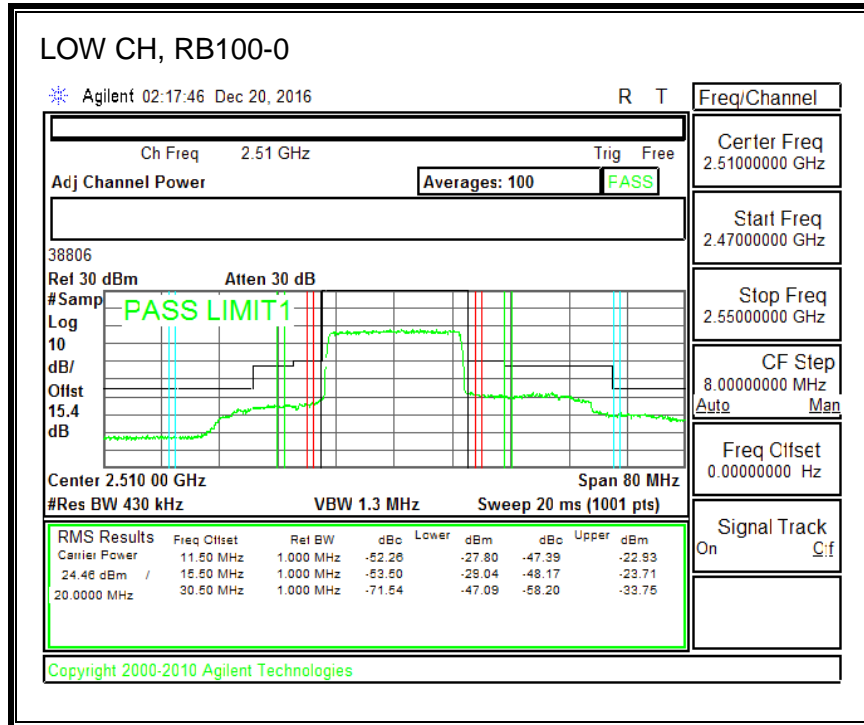 LOW CH, RB100-0
Agilent 02:17:46 Dec 20, 2016 R T
Freq/Channel
Ch Freq 2.51 GHz Trig Free
Adj Channel Power Averages: 100 PASS
Center Freq
2.51000000 GHz
Start Freq
2.47000000 GHz
38806
Ref 30 dBm Atten 30 dB
#Samp
Log
10
dB/
Offst
15.4
dB
PASS LIMIT1
Stop Freq
2.55000000 GHz
CF Step
8.00000000 MHz
Auto Man
Freq Offset
0.00000000 Hz
Center 2.510 00 GHz Span 80 MHz
#Res BW 430 kHz VBW 1.3 MHz Sweep 20 ms (1001 pts)
Signal Track
On Off
RMS Results Freq Offset Ref BW dBc Lower dBm dBc Upper dBm
Carrier Power 11.50 MHz 1.000 MHz -52.26 -27.80 -47.39 -22.93
24.46 dBm / 15.50 MHz 1.000 MHz -53.50 -29.04 -48.17 -23.71
20.0000 MHz 30.50 MHz 1.000 MHz -71.54 -47.09 -58.20 -33.75
Copyright 2000-2010 Agilent Technologies